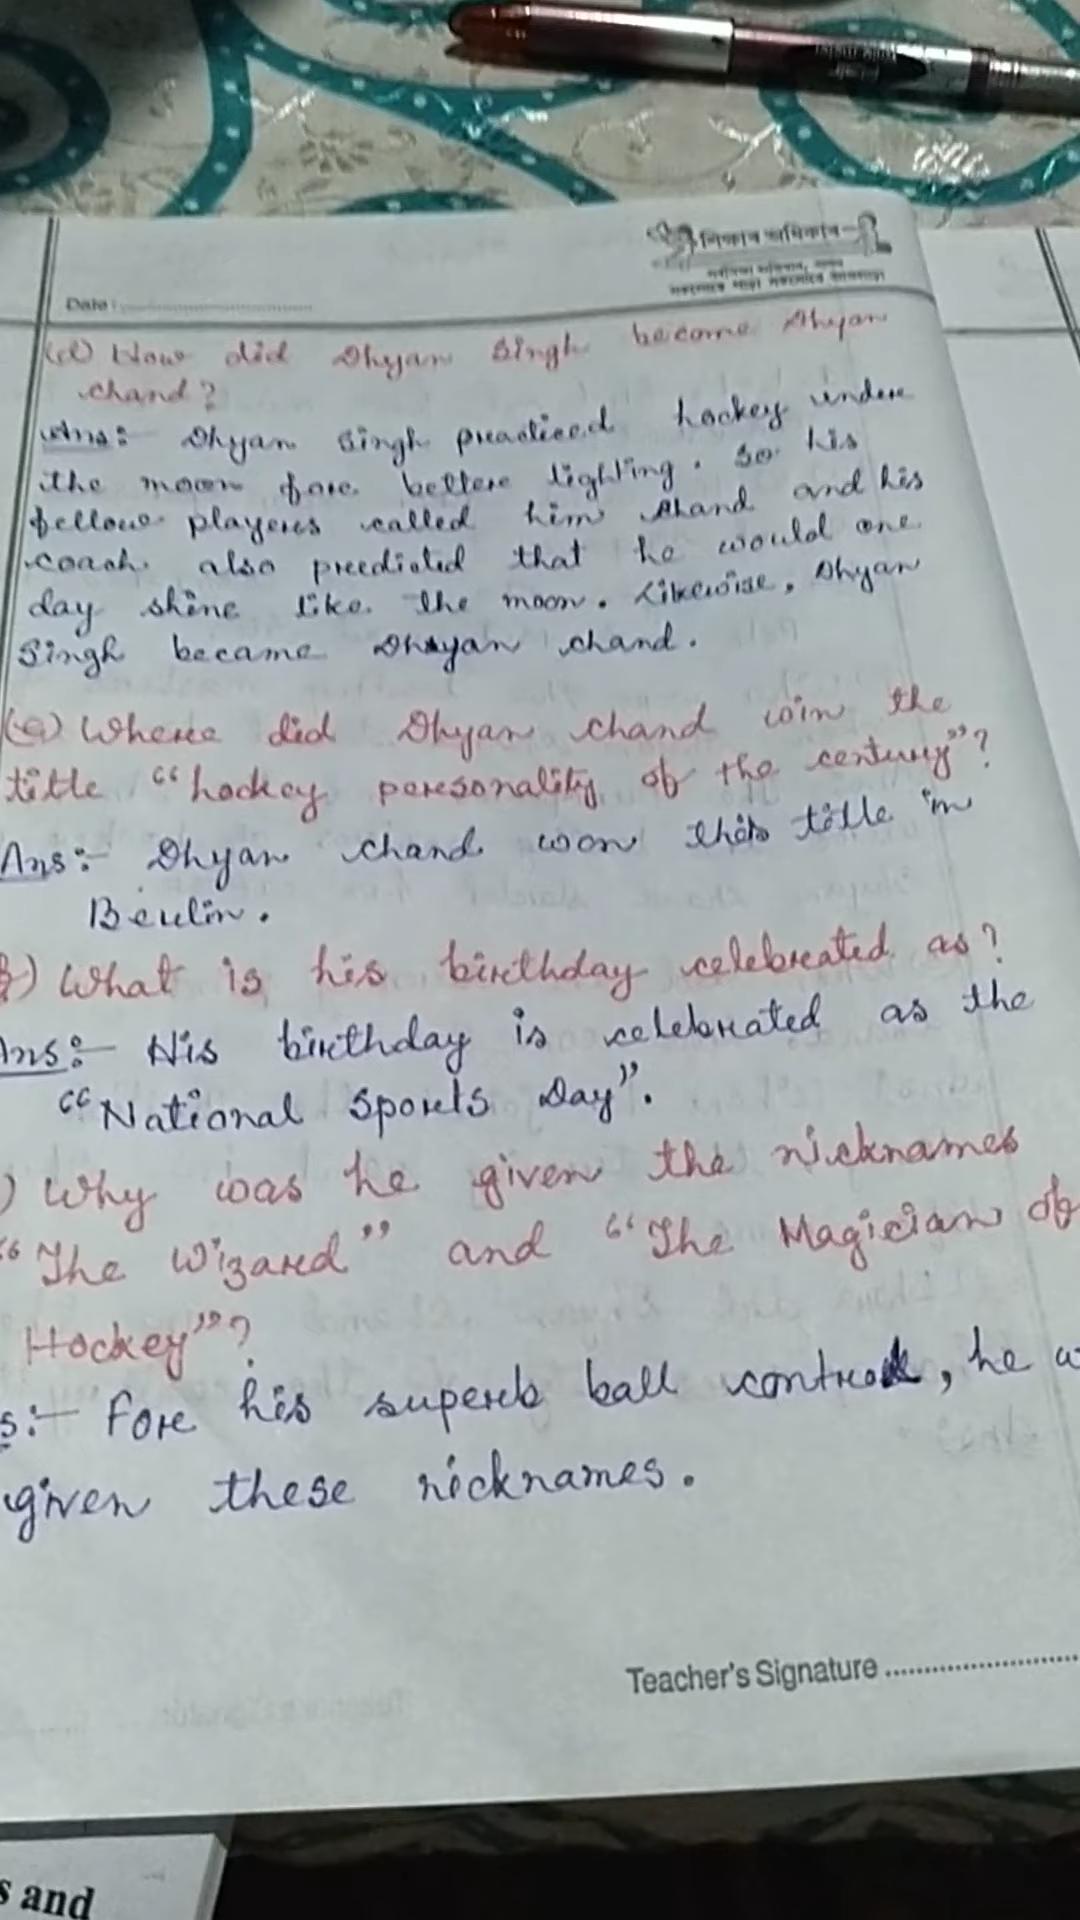 শিক্ষাৰ অধিকাৰ
সৰ্বশিক্ষা অভিযান, অসম
Date :
(d) How did Dhyan Singh become Dhyan
chand?
Ans:- Dhyan Singh practiced hockey under
the moon for better lighting. So his
fellow players called him chand and his
coach also predicted that he would one
day shine like the moon. Likewise, Dhyan
Singh became Dhyan chand.
(e) Where did Dhyan chand win the
title "hockey personality of the century"?
Ans:- Dhyan chand won this title in
Berlin.
) What is his birthday celebrated as?
Ans:- His birthday is celebrated as the
"National Sports Day".
) Why was he given the nicknames
"The Wizard" and "The Magician of
Hockey"?
s:- For his superb ball control, he w
given these nicknames.
Teacher's Signature
s and